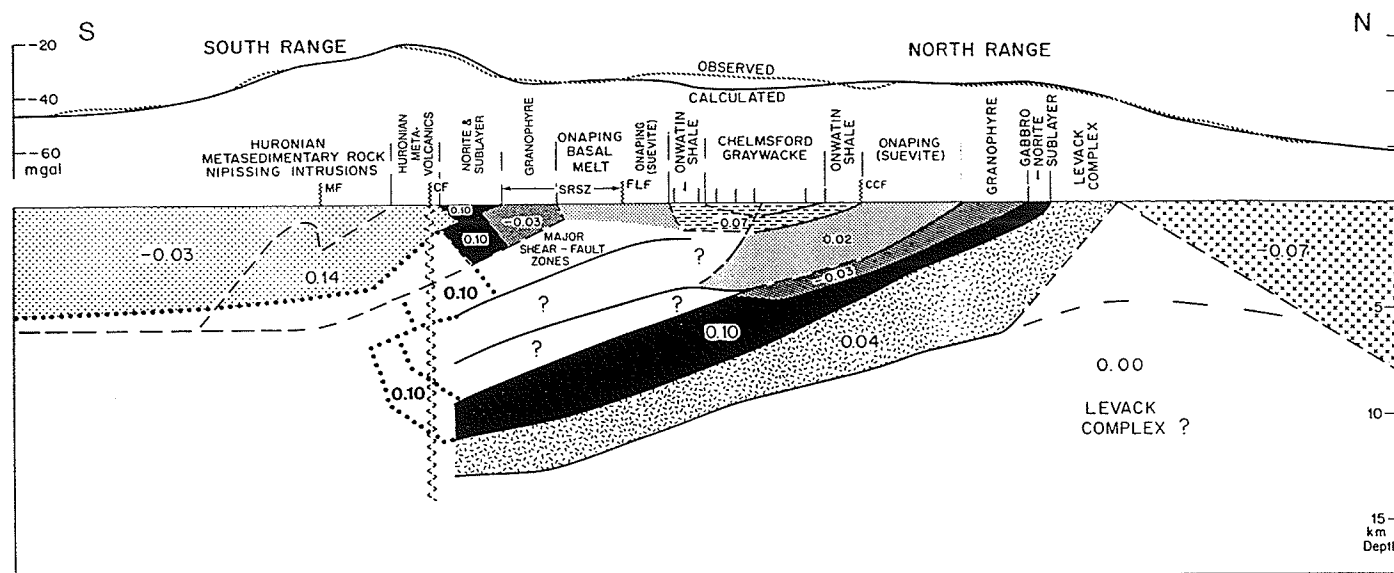 S
N
SOUTH RANGE
NORTH RANGE
-20
-40
-60
mgal
OBSERVED
CALCULATED
HURONIAN
METASEDIMENTARY ROCK
NIPISSING INTRUSIONS
HURONIAN
META-
VOLCANICS
NORITE &
SUBLAYER
GRANOPHYRE
ONAPING
BASAL
MELT
ONAPING
(SUEVITE)
ONWATIN
SHALE
CHELMSFORD
GRAYWACKE
ONWATIN
SHALE
ONAPING
(SUEVITE)
GRANOPHYRE
GABBRO
-NORITE
SUBLAYER
LEVACK
COMPLEX
MF
CF
SRSZ
FLF
CCF
0.10
-0.03
-0.07
0.10
MAJOR
SHEAR-FAULT
ZONES
0.02
-0.03
0.14
?
-0.03
-0.07
0.10
?
?
5
?
0.10
0.04
0.10
0.00
LEVACK
COMPLEX ?
10
15
km
Depth